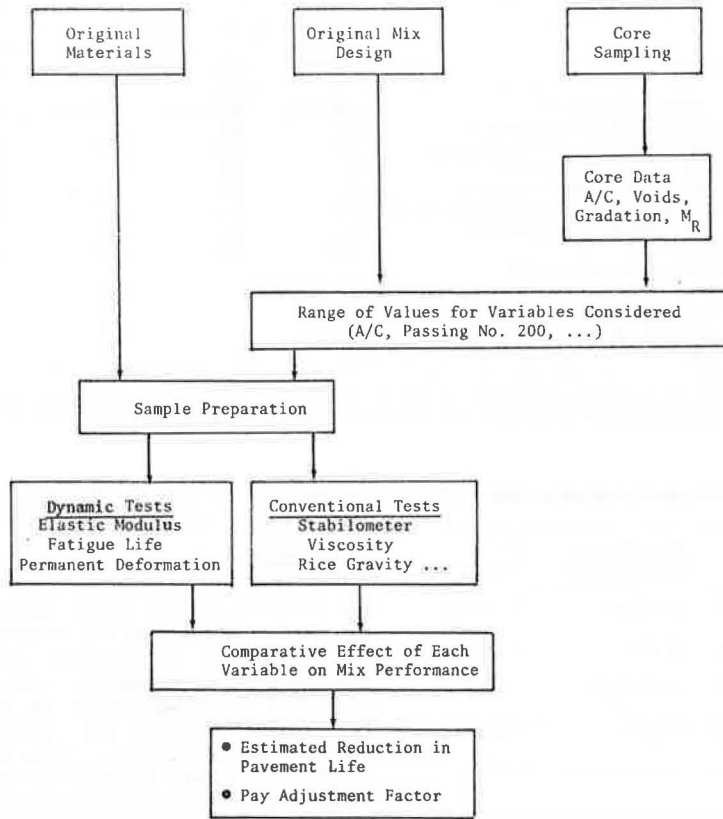 Original
Materials
Original Mix
Design
Core
Sampling
Core Data
A/C, Voids,
Gradation, M_R
Range of Values for Variables Considered
(A/C, Passing No. 200, ...)
Sample Preparation
Dynamic Tests
Elastic Modulus
Fatigue Life
Permanent Deformation
Conventional Tests
Stabilometer
Viscosity
Rice Gravity ...
Comparative Effect of Each
Variable on Mix Performance
• Estimated Reduction in
Pavement Life
• Pay Adjustment Factor